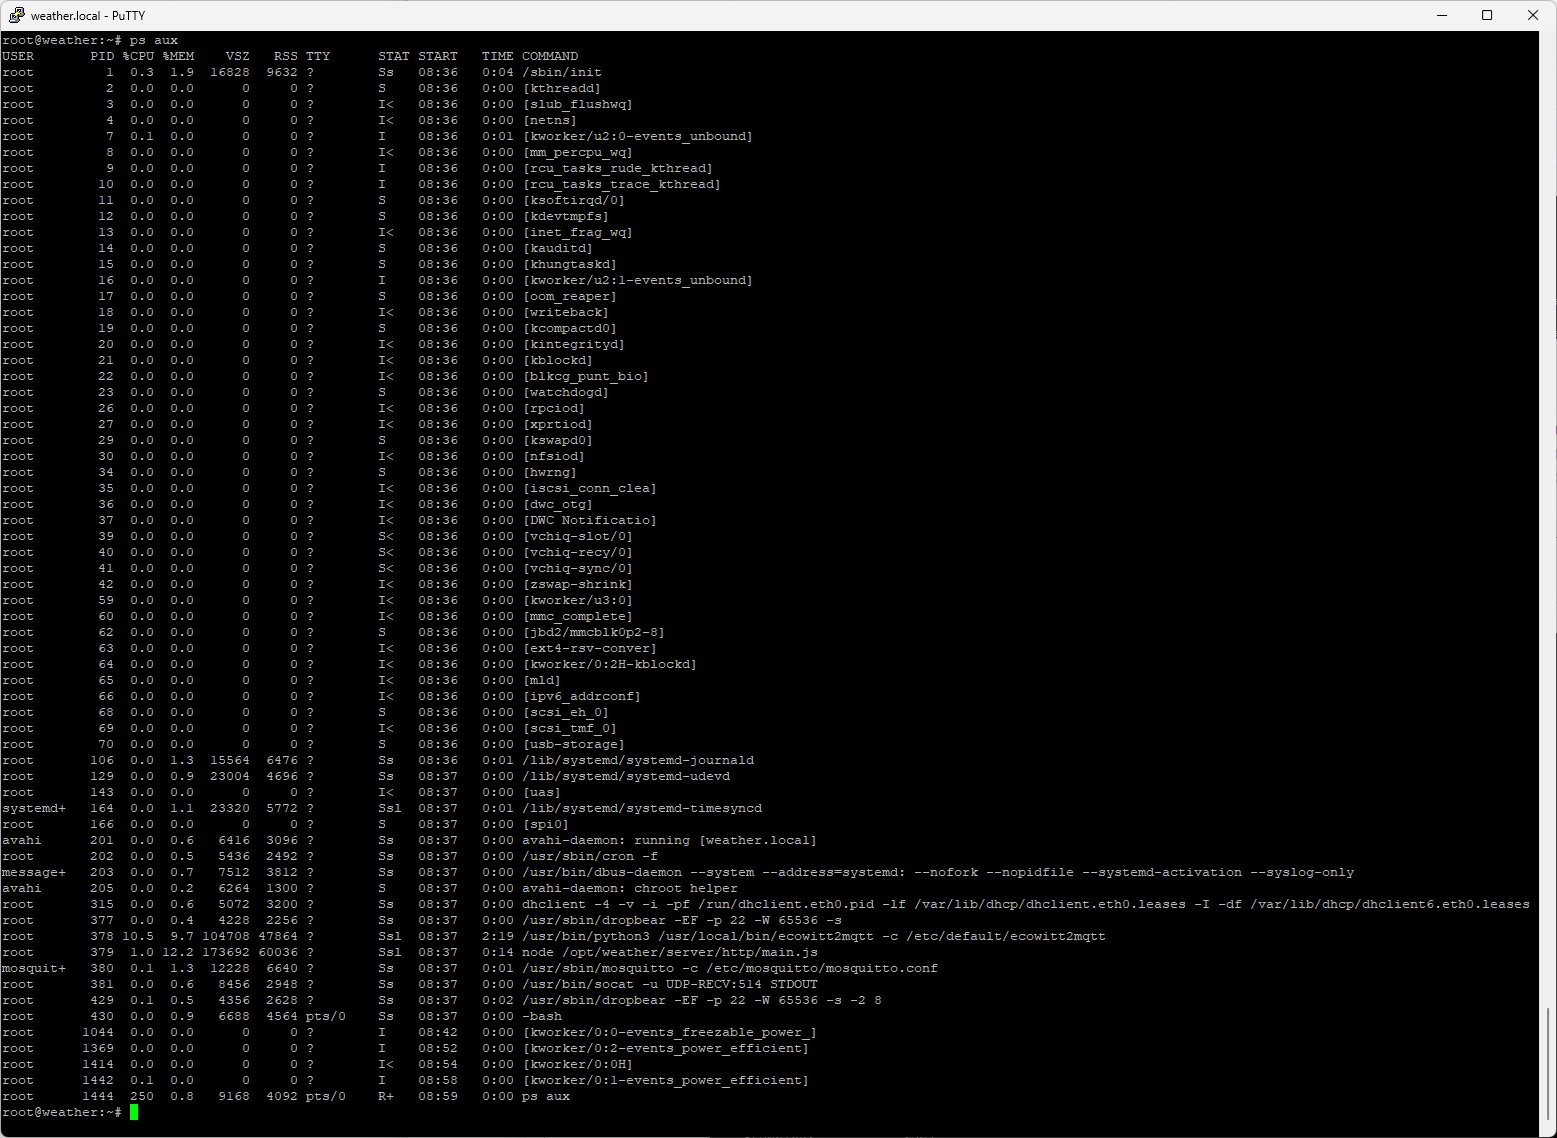 weather.local - PuTTY
root@weather:~# ps aux
USER       PID %CPU %MEM    VSZ   RSS TTY      STAT START   TIME COMMAND
root         1  0.3  1.9  16828  9632 ?        Ss   08:36   0:04 /sbin/init
root         2  0.0  0.0      0     0 ?        S    08:36   0:00 [kthreadd]
root         3  0.0  0.0      0     0 ?        I<   08:36   0:00 [slub_flushwq]
root         4  0.0  0.0      0     0 ?        I<   08:36   0:00 [netns]
root         7  0.1  0.0      0     0 ?        I    08:36   0:01 [kworker/u2:0-events_unbound]
root         8  0.0  0.0      0     0 ?        I<   08:36   0:00 [mm_percpu_wq]
root         9  0.0  0.0      0     0 ?        I    08:36   0:00 [rcu_tasks_rude_kthread]
root        10  0.0  0.0      0     0 ?        I    08:36   0:00 [rcu_tasks_trace_kthread]
root        11  0.0  0.0      0     0 ?        S    08:36   0:00 [ksoftirqd/0]
root        12  0.0  0.0      0     0 ?        S    08:36   0:00 [kdevtmpfs]
root        13  0.0  0.0      0     0 ?        I<   08:36   0:00 [inet_frag_wq]
root        14  0.0  0.0      0     0 ?        S    08:36   0:00 [kauditd]
root        15  0.0  0.0      0     0 ?        S    08:36   0:00 [khungtaskd]
root        16  0.0  0.0      0     0 ?        I    08:36   0:00 [kworker/u2:1-events_unbound]
root        17  0.0  0.0      0     0 ?        S    08:36   0:00 [oom_reaper]
root        18  0.0  0.0      0     0 ?        I<   08:36   0:00 [writeback]
root        19  0.0  0.0      0     0 ?        S    08:36   0:00 [kcompactd0]
root        20  0.0  0.0      0     0 ?        I<   08:36   0:00 [kintegrityd]
root        21  0.0  0.0      0     0 ?        I<   08:36   0:00 [kblockd]
root        22  0.0  0.0      0     0 ?        I<   08:36   0:00 [blkcg_punt_bio]
root        23  0.0  0.0      0     0 ?        S    08:36   0:00 [watchdogd]
root        26  0.0  0.0      0     0 ?        I<   08:36   0:00 [rpciod]
root        27  0.0  0.0      0     0 ?        I<   08:36   0:00 [xprtiod]
root        29  0.0  0.0      0     0 ?        S    08:36   0:00 [kswapd0]
root        30  0.0  0.0      0     0 ?        I<   08:36   0:00 [nfsiod]
root        34  0.0  0.0      0     0 ?        S    08:36   0:00 [hwrng]
root        35  0.0  0.0      0     0 ?        I<   08:36   0:00 [iscsi_conn_clea]
root        36  0.0  0.0      0     0 ?        I<   08:36   0:00 [dwc_otg]
root        37  0.0  0.0      0     0 ?        I<   08:36   0:00 [DWC Notificatio]
root        39  0.0  0.0      0     0 ?        S<   08:36   0:00 [vchiq-slot/0]
root        40  0.0  0.0      0     0 ?        S<   08:36   0:00 [vchiq-recy/0]
root        41  0.0  0.0      0     0 ?        S<   08:36   0:00 [vchiq-sync/0]
root        42  0.0  0.0      0     0 ?        I<   08:36   0:00 [zswap-shrink]
root        59  0.0  0.0      0     0 ?        I<   08:36   0:00 [kworker/u3:0]
root        60  0.0  0.0      0     0 ?        I<   08:36   0:00 [mmc_complete]
root        62  0.0  0.0      0     0 ?        S    08:36   0:00 [jbd2/mmcblk0p2-8]
root        63  0.0  0.0      0     0 ?        I<   08:36   0:00 [ext4-rsv-conver]
root        64  0.0  0.0      0     0 ?        I<   08:36   0:00 [kworker/0:2H-kblockd]
root        65  0.0  0.0      0     0 ?        I<   08:36   0:00 [mld]
root        66  0.0  0.0      0     0 ?        I<   08:36   0:00 [ipv6_addrconf]
root        68  0.0  0.0      0     0 ?        S    08:36   0:00 [scsi_eh_0]
root        69  0.0  0.0      0     0 ?        I<   08:36   0:00 [scsi_tmf_0]
root        70  0.0  0.0      0     0 ?        S    08:36   0:00 [usb-storage]
root       106  0.0  1.3  15564  6476 ?        Ss   08:36   0:01 /lib/systemd/systemd-journald
root       129  0.0  0.9  23004  4696 ?        Ss   08:37   0:00 /lib/systemd/systemd-udevd
root       143  0.0  0.0      0     0 ?        I<   08:37   0:00 [uas]
systemd+   164  0.0  1.1  23320  5772 ?        Ssl  08:37   0:01 /lib/systemd/systemd-timesyncd
root       166  0.0  0.0      0     0 ?        S    08:37   0:00 [spi0]
avahi      201  0.0  0.6   6416  3096 ?        Ss   08:37   0:00 avahi-daemon: running [weather.local]
root       202  0.0  0.5   5436  2492 ?        Ss   08:37   0:00 /usr/sbin/cron -f
message+   203  0.0  0.7   7512  3812 ?        Ss   08:37   0:00 /usr/bin/dbus-daemon --system --address=systemd: --nofork --nopidfile --systemd-activation --syslog-only
avahi      205  0.0  0.2   6264  1300 ?        S    08:37   0:00 avahi-daemon: chroot helper
root       315  0.0  0.6   5072  3200 ?        Ss   08:37   0:00 dhclient -4 -v -i -pf /run/dhclient.eth0.pid -lf /var/lib/dhcp/dhclient.eth0.leases -I -df /var/lib/dhcp/dhclient6.eth0.leases
root       377  0.0  0.4   4228  2256 ?        Ss   08:37   0:00 /usr/sbin/dropbear -EF -p 22 -W 65536 -s
root       378 10.5  9.7 104708 47864 ?        Ssl  08:37   2:19 /usr/bin/python3 /usr/local/bin/ecowitt2mqtt -c /etc/default/ecowitt2mqtt
root       379  1.0 12.2 173692 60036 ?        Ssl  08:37   0:14 node /opt/weather/server/http/main.js
mosquit+   380  0.1  1.3  12228  6640 ?        Ss   08:37   0:01 /usr/sbin/mosquitto -c /etc/mosquitto/mosquitto.conf
root       381  0.0  0.6   8456  2948 ?        Ss   08:37   0:00 /usr/bin/socat -u UDP-RECV:514 STDOUT
root       429  0.1  0.5   4356  2628 ?        Ss   08:37   0:02 /usr/sbin/dropbear -EF -p 22 -W 65536 -s -2 8
root       430  0.0  0.9   6688  4564 pts/0    Ss   08:37   0:00 -bash
root      1044  0.0  0.0      0     0 ?        I    08:42   0:00 [kworker/0:0-events_freezable_power_]
root      1369  0.0  0.0      0     0 ?        I    08:52   0:00 [kworker/0:2-events_power_efficient]
root      1414  0.0  0.0      0     0 ?        I<   08:54   0:00 [kworker/0:0H]
root      1442  0.1  0.0      0     0 ?        I    08:58   0:00 [kworker/0:1-events_power_efficient]
root      1444  250  0.8   9168  4092 pts/0    R+   08:59   0:00 ps aux
root@weather:~#